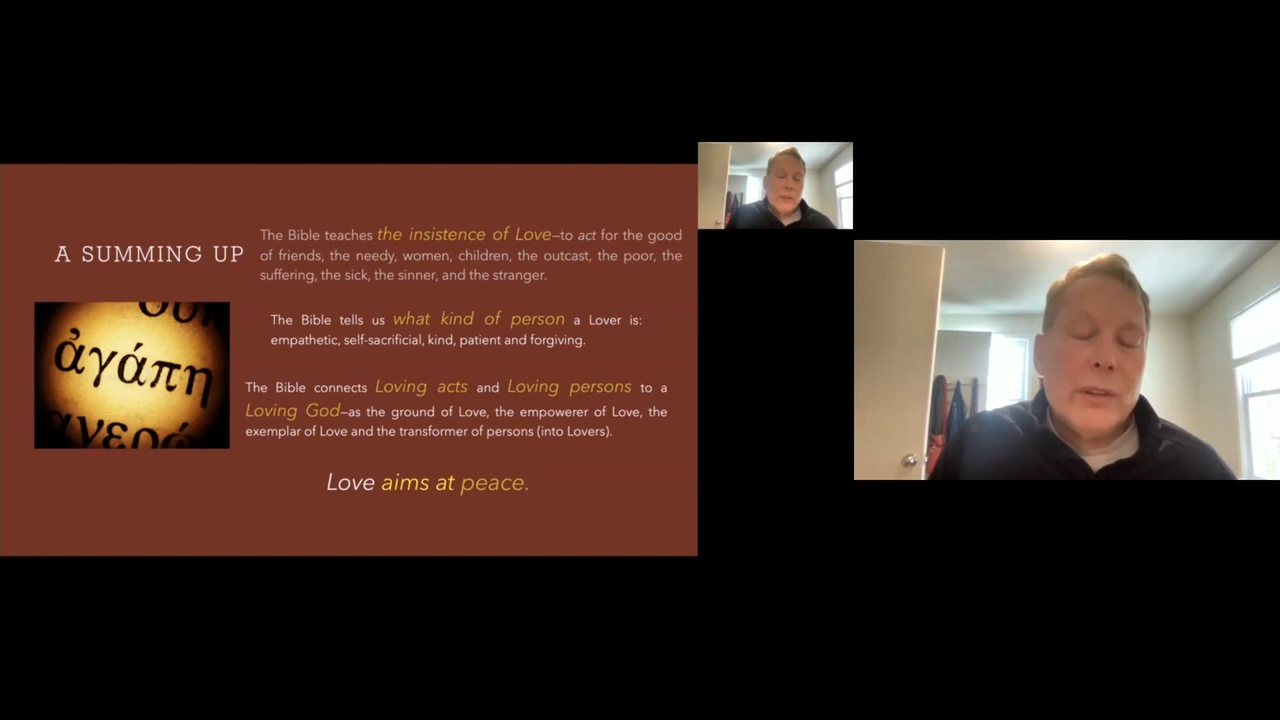 A SUMMING UP
The Bible teaches the insistence of Love—to act for the good
of friends, the needy, women, children, the outcast, the poor, the
suffering, the sick, the sinner, and the stranger.
The Bible tells us what kind of person a Lover is:
empathetic, self-sacrificial, kind, patient and forgiving.
ἀγάπη
The Bible connects Loving acts and Loving persons to a
Loving God—as the ground of Love, the empowerer of Love, the
exemplar of Love and the transformer of persons (into Lovers).
Love aims at peace.